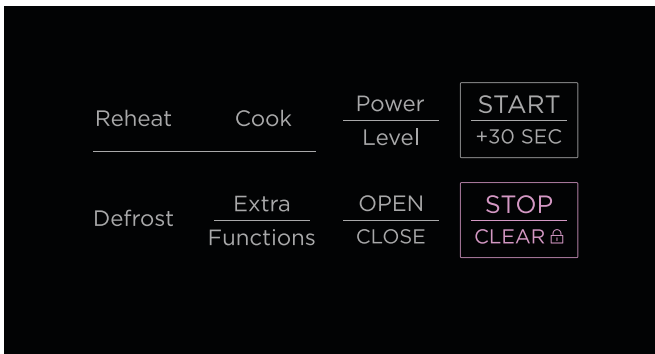 Reheat
Cook
Power
Level
START
+30 SEC
Defrost
Extra
Functions
OPEN
CLOSE
STOP
CLEAR